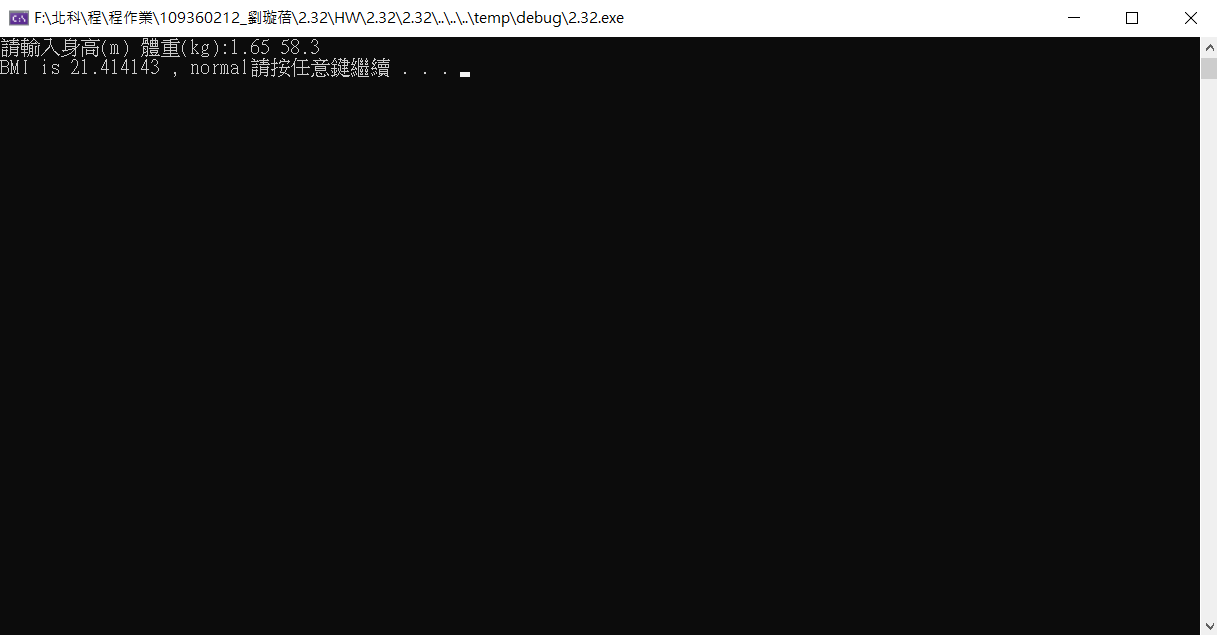 F:\北科\程\程作業\109360212_劉璇蓓\2.32\HW\2.32\2.32\..\..\..\temp\debug\2.32.exe
請輸入身高(m) 體重(kg):1.65 58.3
BMI is 21.414143 , normal請按任意鍵繼續 . . .